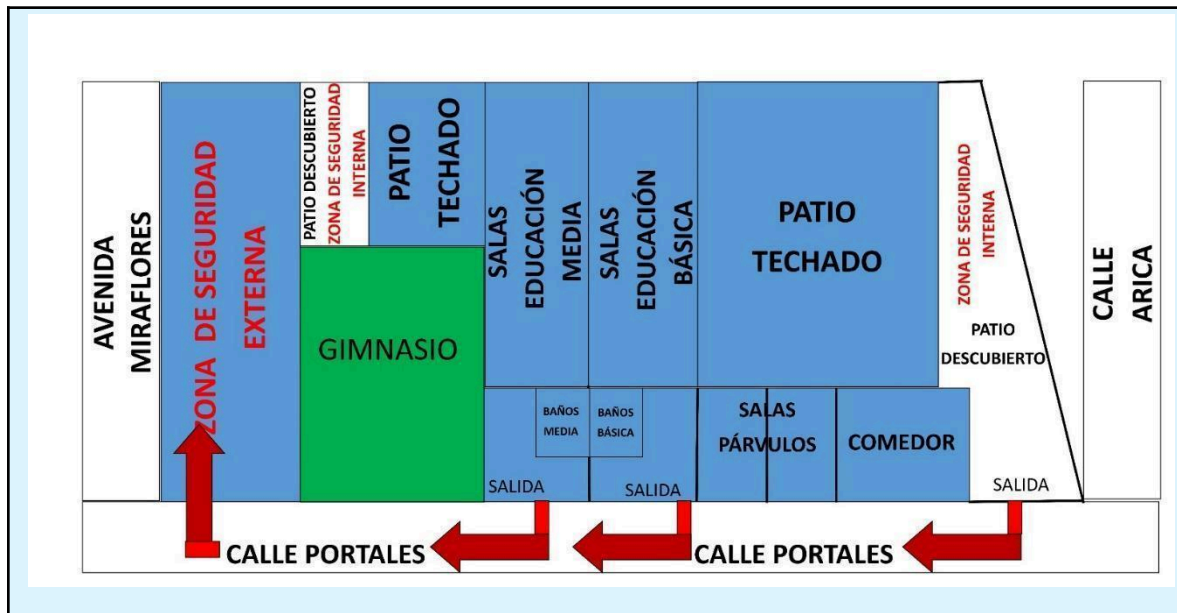 AVENIDA
MIRAFLORES
ZONA DE SEGURIDAD
EXTERNA
PATIO DESCUBIERTO
ZONA DE SEGURIDAD
INTERNA
PATIO
TECHADO
GIMNASIO
SALAS
EDUCACIÓN
MEDIA
SALAS
EDUCACIÓN
BÁSICA
PATIO
TECHADO
ZONA DE SEGURIDAD
INTERNA
PATIO
DESCUBIERTO
CALLE
ARICA
BAÑOS
MEDIA
BAÑOS
BÁSICA
SALAS
PÁRVULOS
COMEDOR
SALIDA
SALIDA
SALIDA
CALLE PORTALES
CALLE PORTALES